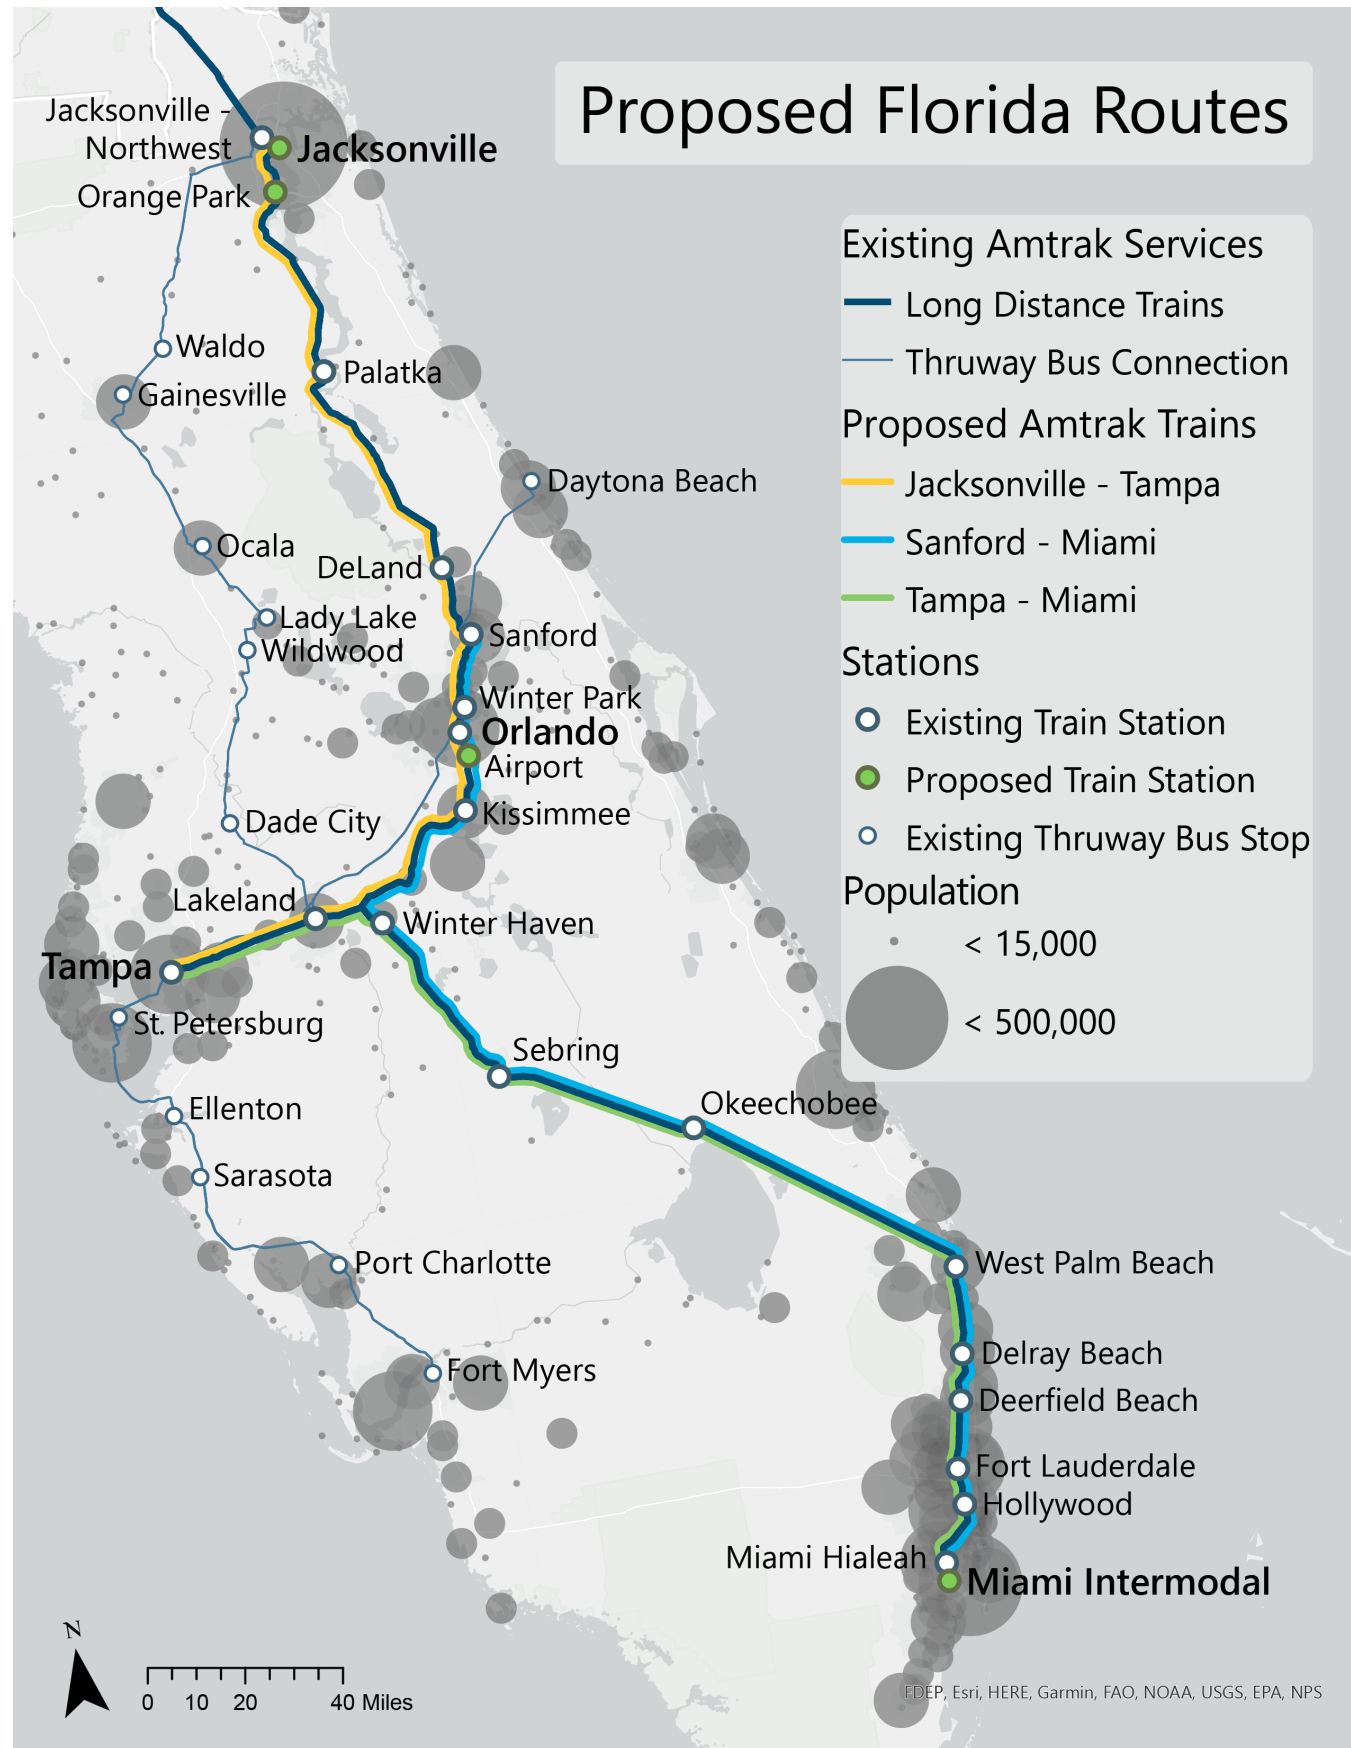 Proposed Florida Routes
Existing Amtrak Services
Long Distance Trains
Thruway Bus Connection
Proposed Amtrak Trains
Jacksonville - Tampa
Sanford - Miami
Tampa - Miami
Stations
Existing Train Station
Proposed Train Station
Existing Thruway Bus Stop
Population
< 15,000
< 500,000
Jacksonville -
Northwest
Jacksonville
Orange Park
Waldo
Palatka
Gainesville
Daytona Beach
Ocala
DeLand
Lady Lake
Sanford
Wildwood
Winter Park
Orlando
Airport
Kissimmee
Dade City
Lakeland
Winter Haven
Tampa
St. Petersburg
Sebring
Okeechobee
Ellenton
Sarasota
Port Charlotte
West Palm Beach
Delray Beach
Fort Myers
Deerfield Beach
Fort Lauderdale
Hollywood
Miami Hialeah
Miami Intermodal
N
0 10 20 40 Miles
FDEP, Esri, HERE, Garmin, FAO, NOAA, USGS, EPA, NPS